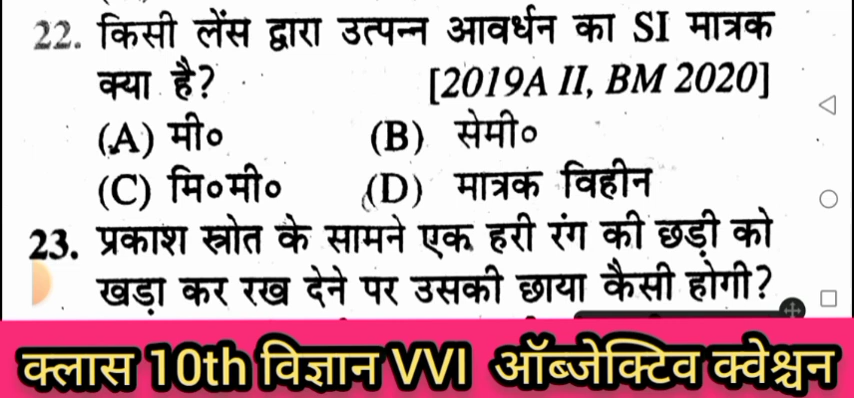 22. किसी लेंस द्वारा उत्पन्न आवर्धन का SI मात्रक
क्या है? [2019A II, BM 2020]
(A) मी० (B) सेमी०
(C) मि०मी० (D) मात्रक विहीन
23. प्रकाश स्त्रोत के सामने एक हरी रंग की छड़ी को
खड़ा कर रख देने पर उसकी छाया कैसी होगी?
क्लास 10th विज्ञान VVI ऑब्जेक्टिव क्वेश्चन